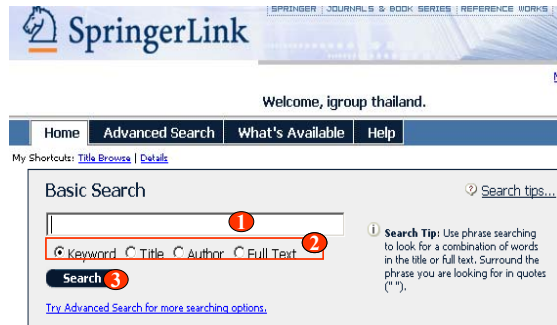 SPRINGER JOURNALS & BOOK SERIES REFERENCE WORKS
SpringerLink
Welcome, igroup thailand.
Home Advanced Search What's Available Help
My Shortcuts: Title Browse | Details
Basic Search
Search tips...
1
Keyword Title Author Full Text
2
Search
3
Search Tip: Use phrase searching
to look for a combination of words
in the title or full text. Surround the
phrase you are looking for in quotes
(" ").
Try Advanced Search for more searching options.